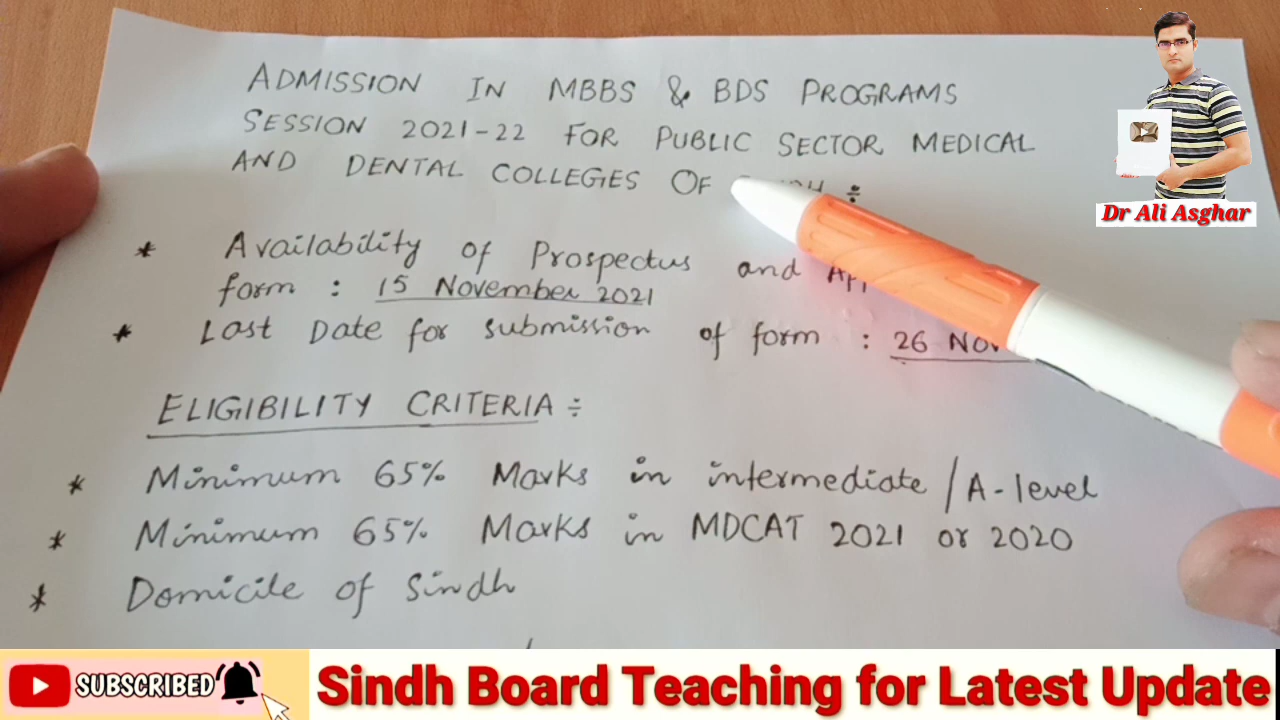 ADMISSION IN MBBS & BDS PROGRAMS
SESSION 2021-22 FOR PUBLIC SECTOR MEDICAL
AND DENTAL COLLEGES OF ÷
* Availability of Prospectus and
form : 15 November 2021
* Last Date for submission of form : 26
ELIGIBILITY CRITERIA ÷
* Minimum 65% Marks in intermediate / A-level
* Minimum 65% Marks in MDCAT 2021 or 2020
* Domicile of Sindh
Dr Ali Asghar
SUBSCRIBED
Sindh Board Teaching for Latest Update